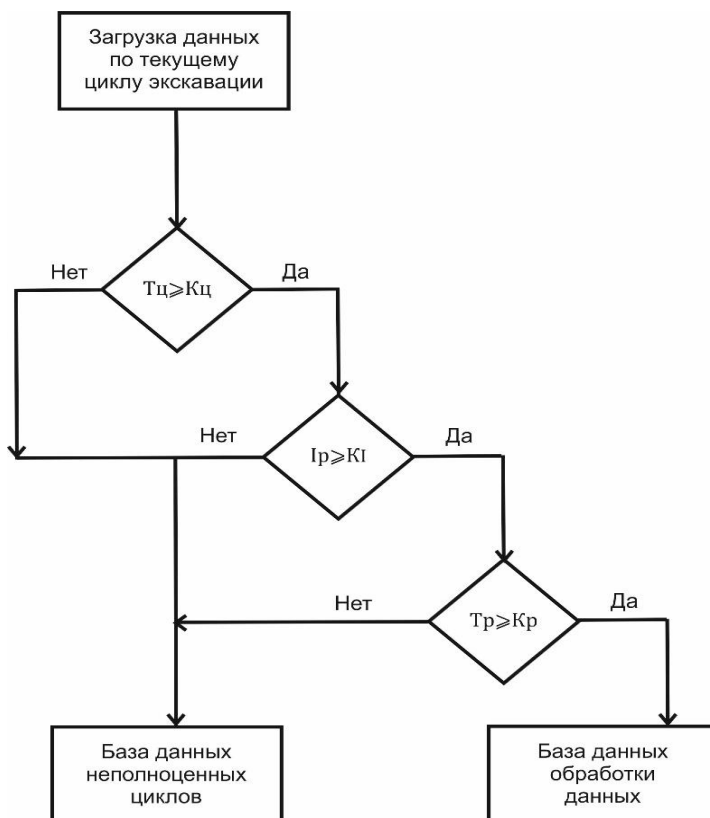 Загрузка данных
по текущему
циклу экскавации
Нет
Да
Тц⩾Кц
Нет
Да
Iр⩾КI
Нет
Да
Тр⩾Кр
База данных
неполноценных
циклов
База данных
обработки
данных